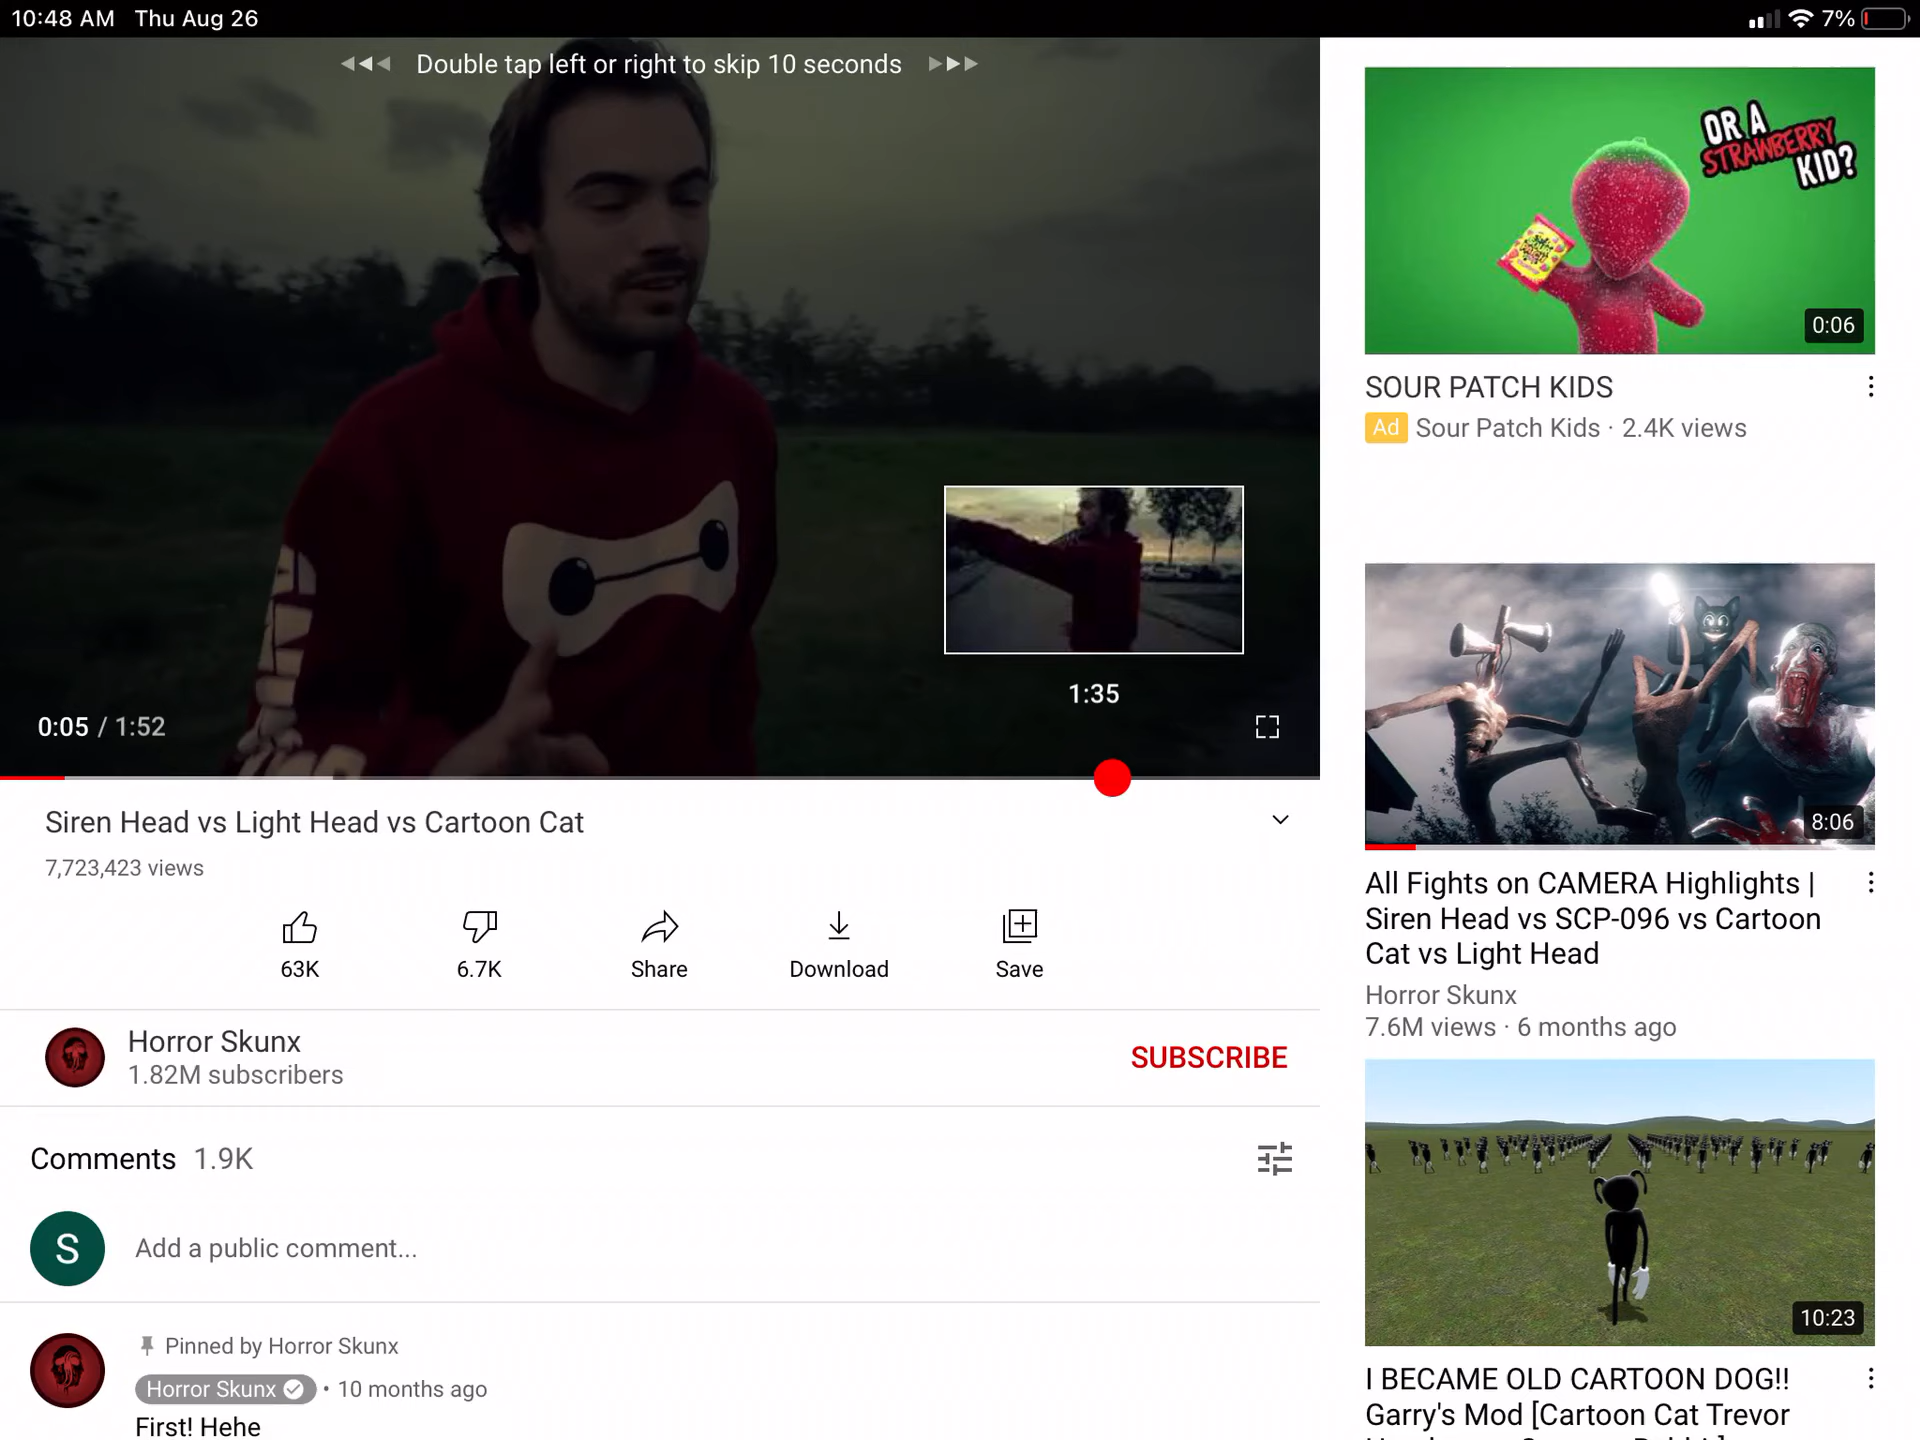 10:48 AM Thu Aug 26
7%
Double tap left or right to skip 10 seconds
1:35
0:05 / 1:52
Siren Head vs Light Head vs Cartoon Cat
7,723,423 views
63K
6.7K
Share
Download
Save
Horror Skunx
1.82M subscribers
SUBSCRIBE
Comments 1.9K
S
Add a public comment...
Pinned by Horror Skunx
Horror Skunx • 10 months ago
First! Hehe
OR A
STRAWBERRY
KID?
0:06
SOUR PATCH KIDS
Ad Sour Patch Kids · 2.4K views
8:06
All Fights on CAMERA Highlights |
Siren Head vs SCP-096 vs Cartoon
Cat vs Light Head
Horror Skunx
7.6M views · 6 months ago
10:23
I BECAME OLD CARTOON DOG!!
Garry's Mod [Cartoon Cat Trevor